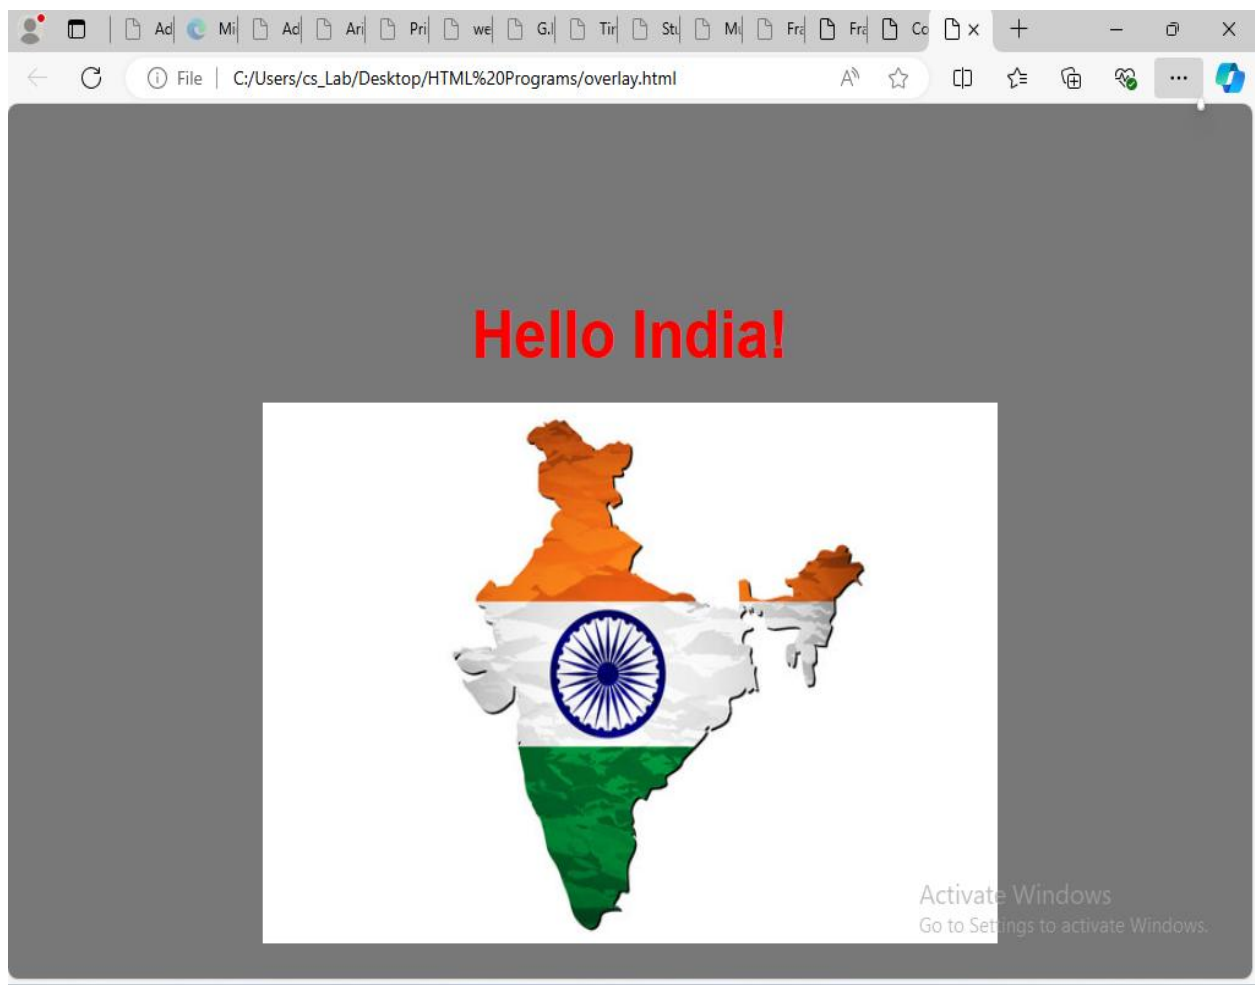 Ad Mi Ad Ari Pri we G.I Tir Stu Mu Fra Fra Co
File C:/Users/cs_Lab/Desktop/HTML%20Programs/overlay.html
Hello India!
Activate Windows
Go to Settings to activate Windows.